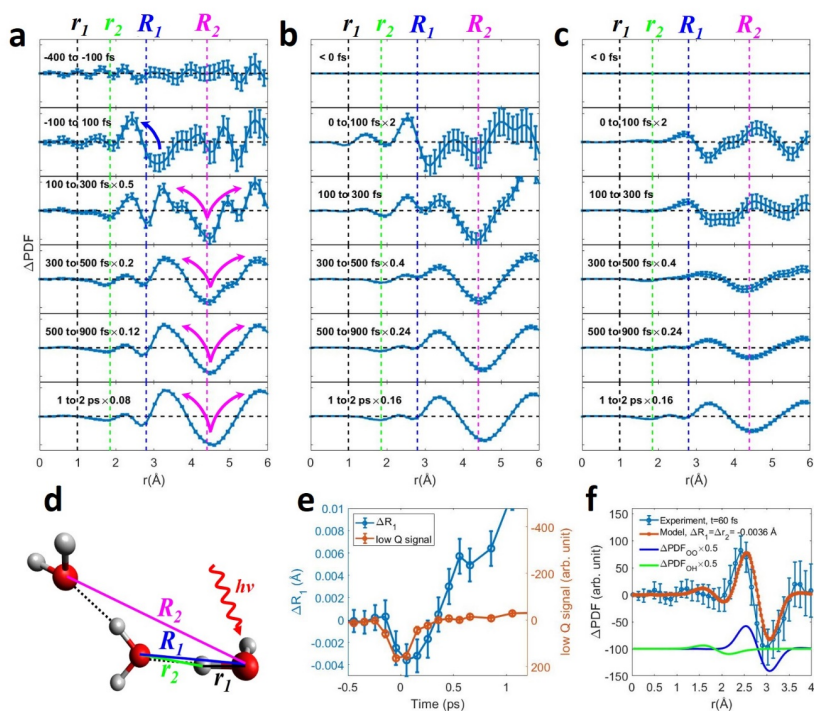 r₁ r₂ R₁ R₂
r₁ r₂ R₁ R₂
r₁ r₂ R₁ R₂
a
b
c
ΔPDF
-400 to -100 fs
-100 to 100 fs
100 to 300 fs×0.5
300 to 500 fs×0.2
500 to 900 fs×0.12
1 to 2 ps×0.08
0 1 2 3 4 5 6
r(Å)
<0 fs
0 to 100 fs×2
100 to 300 fs
300 to 500 fs×0.4
500 to 900 fs×0.24
1 to 2 ps×0.16
0 1 2 3 4 5 6
r(Å)
<0 fs
0 to 100 fs×2
100 to 300 fs
300 to 500 fs×0.4
500 to 900 fs×0.24
1 to 2 ps×0.16
0 1 2 3 4 5 6
r(Å)
d
hν
R₂
R₁
r₂
r₁
e
ΔR₁
low Q signal
ΔR₁ (Å)
0.01
0.008
0.006
0.004
0.002
0
-0.002
-0.004
-0.5 0 0.5 1
Time (ps)
-400
-200
0
200
low Q signal (arb. unit)
f
Experiment, t=60 fs
Model, ΔR₁=Δr₂= -0.0036 Å
ΔPDF_OO×0.5
ΔPDF_OH×0.5
ΔPDF (arb. unit)
150
100
50
0
-50
-100
-150
0 0.5 1 1.5 2 2.5 3 3.5 4
r(Å)